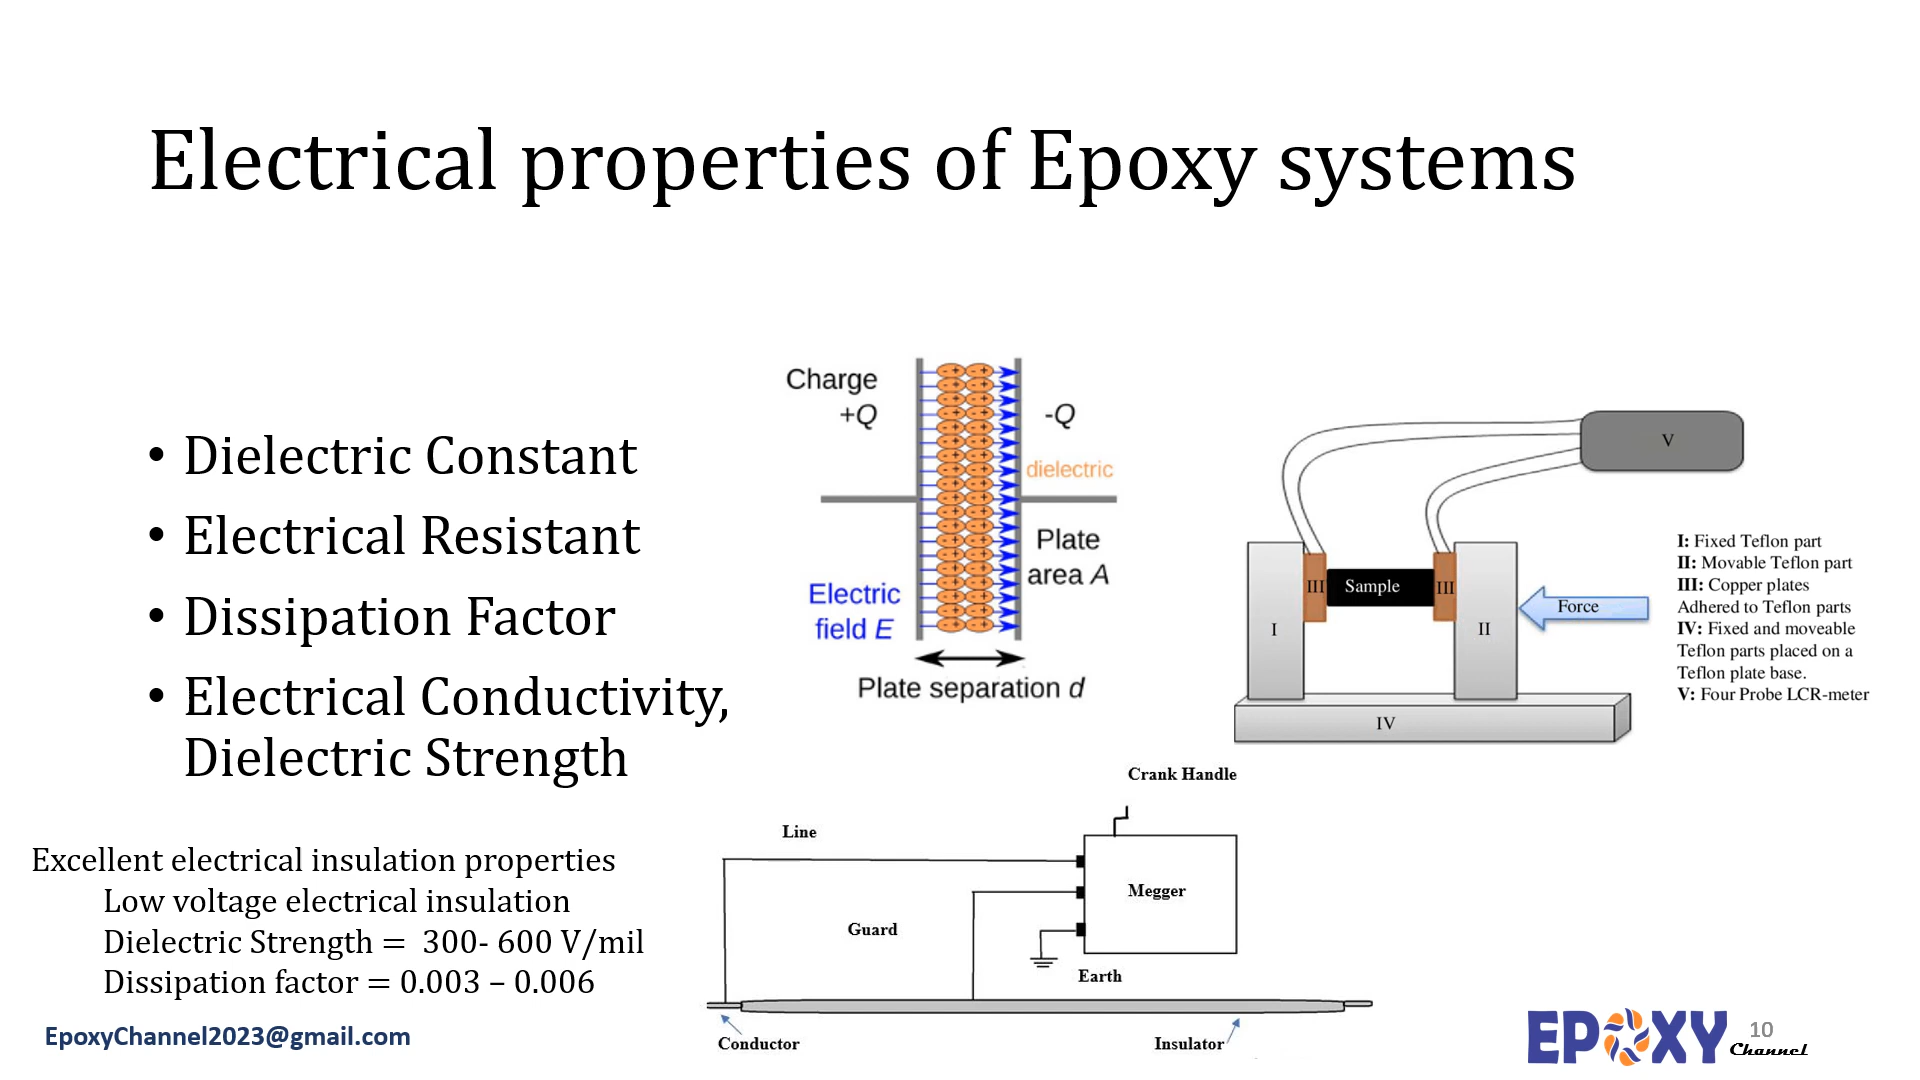 Electrical properties of Epoxy systems
• Dielectric Constant
• Electrical Resistant
• Dissipation Factor
• Electrical Conductivity,
Dielectric Strength
Excellent electrical insulation properties
Low voltage electrical insulation
Dielectric Strength = 300- 600 V/mil
Dissipation factor = 0.003 – 0.006
EpoxyChannel2023@gmail.com
Charge
+Q
-Q
dielectric
Plate
area A
Electric
field E
Plate separation d
V
III
Sample
III
I
II
Force
IV
I: Fixed Teflon part
II: Movable Teflon part
III: Copper plates
Adhered to Teflon parts
IV: Fixed and moveable
Teflon parts placed on a
Teflon plate base.
V: Four Probe LCR-meter
Crank Handle
Line
Megger
Guard
Earth
Conductor
Insulator
EPOXY
Channel
10